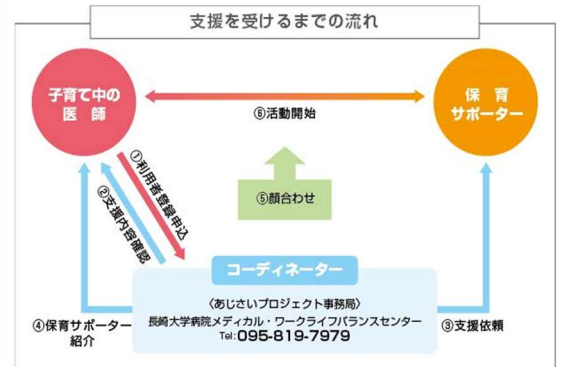 支援を受けるまでの流れ
子育て中の
医　師
保　育
サポーター
⑥活動開始
①利用者登録申込
②支援内容確認
⑤顔合わせ
コーディネーター
〈あじさいプロジェクト事務局〉
長崎大学病院メディカル・ワークライフバランスセンター
Tel:095-819-7979
④保育サポーター
紹介
③支援依頼